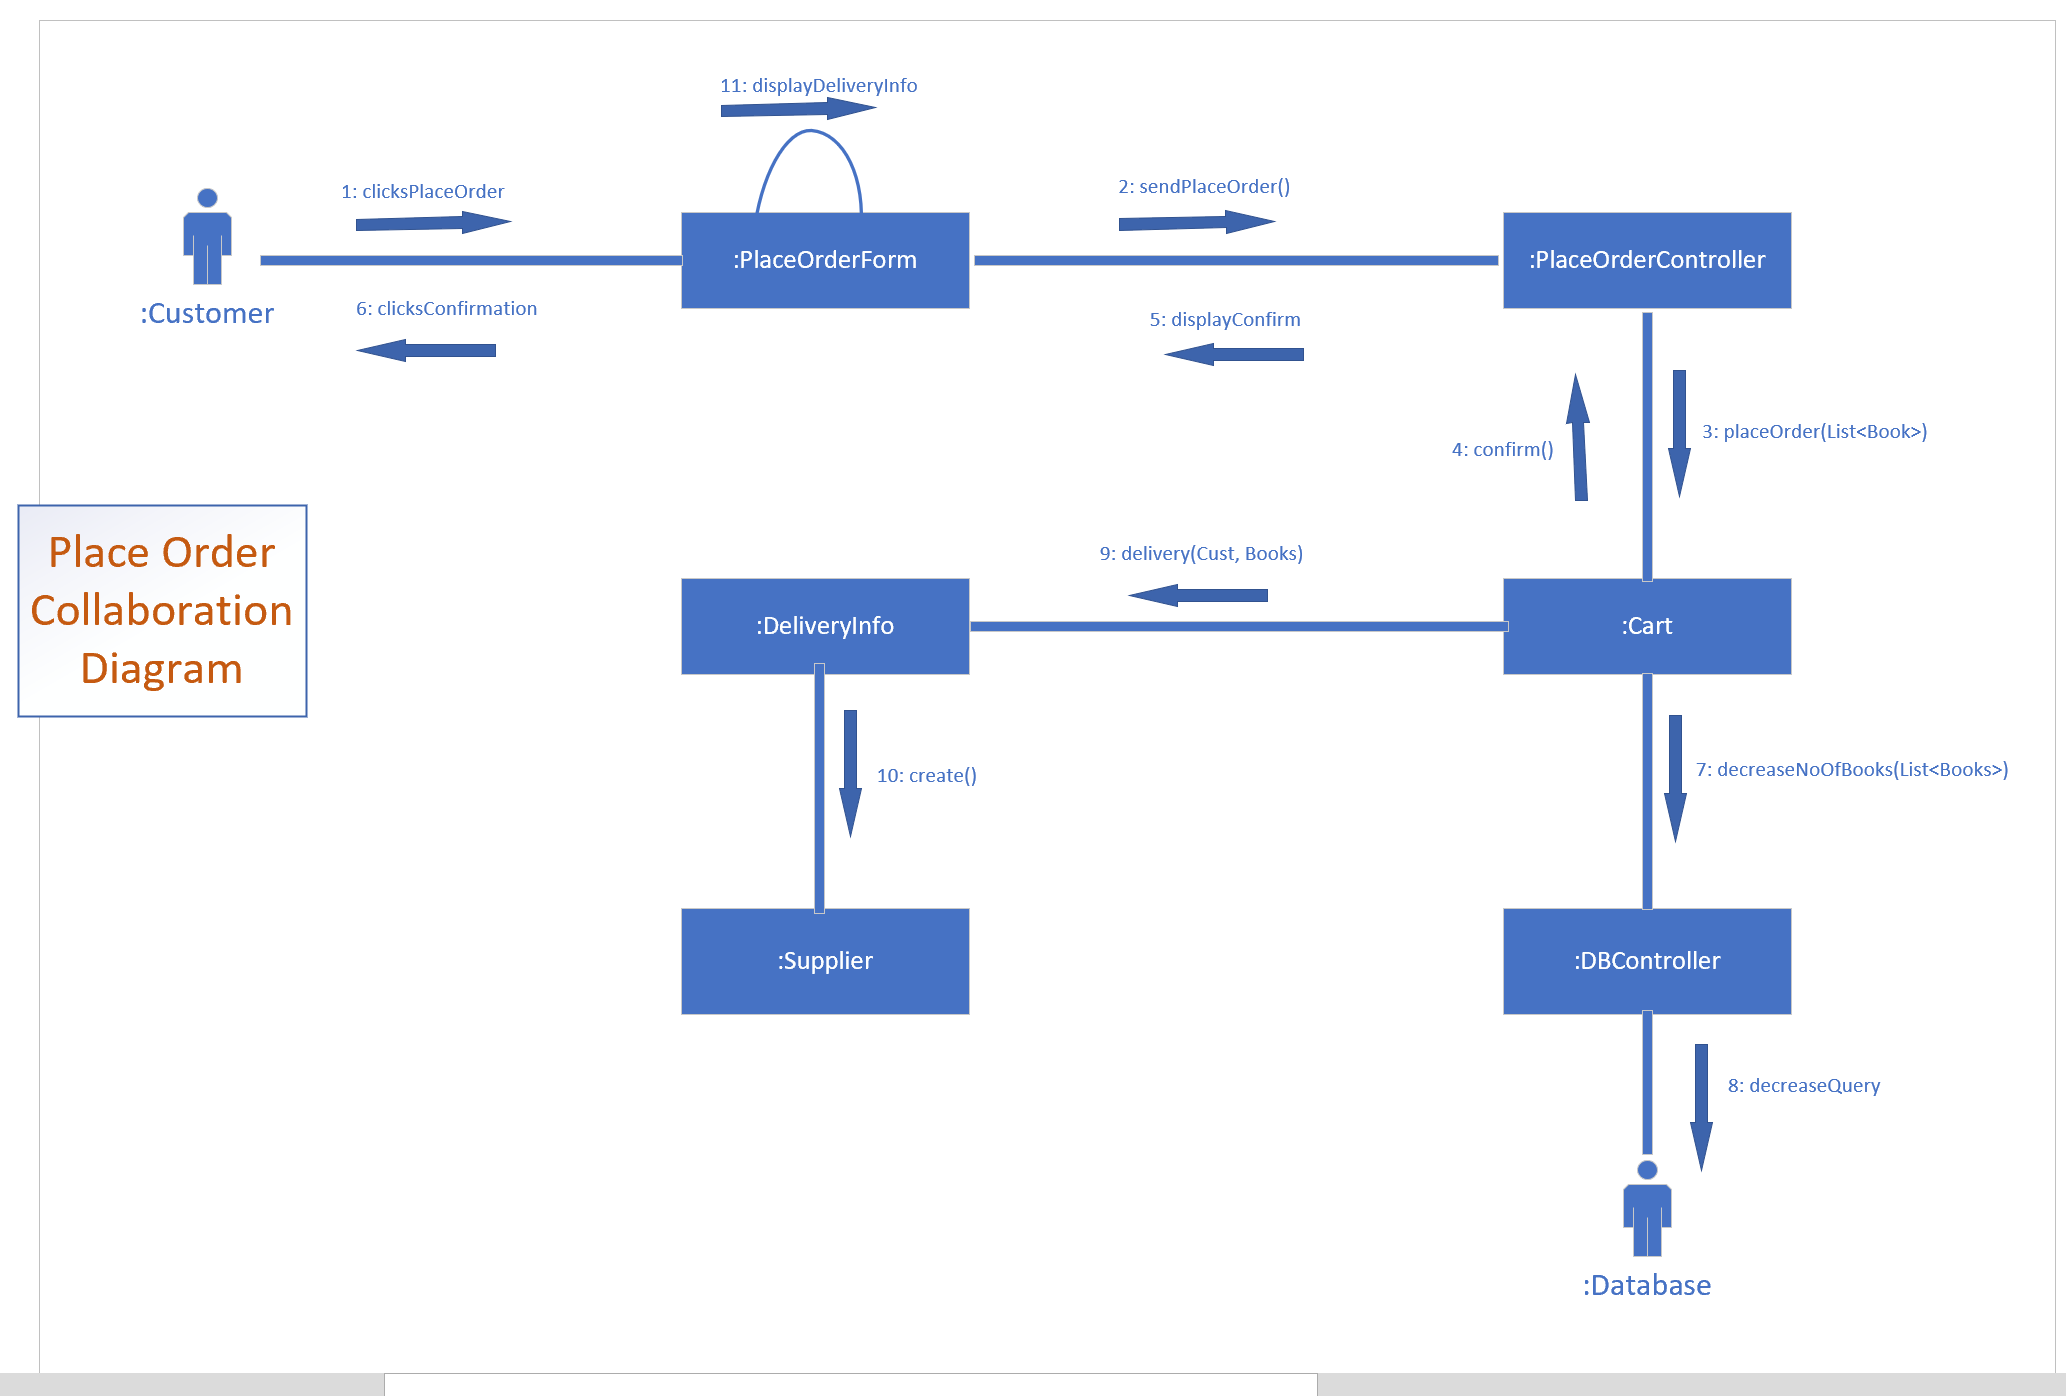 11: displayDeliveryInfo
1: clicksPlaceOrder
2: sendPlaceOrder()
:PlaceOrderForm
:PlaceOrderController
:Customer
6: clicksConfirmation
5: displayConfirm
3: placeOrder(List<Book>)
4: confirm()
Place Order
Collaboration
Diagram
9: delivery(Cust, Books)
:DeliveryInfo
:Cart
10: create()
7: decreaseNoOfBooks(List<Books>)
:Supplier
:DBController
8: decreaseQuery
:Database